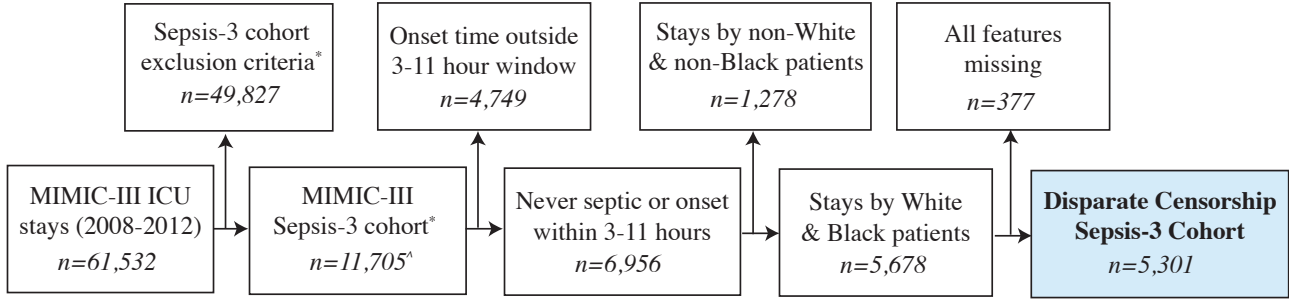 Sepsis-3 cohort
exclusion criteria*
n=49,827
Onset time outside
3-11 hour window
n=4,749
Stays by non-White
& non-Black patients
n=1,278
All features
missing
n=377
MIMIC-III ICU
stays (2008-2012)
n=61,532
MIMIC-III
Sepsis-3 cohort*
n=11,705^
Never septic or onset
within 3-11 hours
n=6,956
Stays by White
& Black patients
n=5,678
Disparate Censorship
Sepsis-3 Cohort
n=5,301